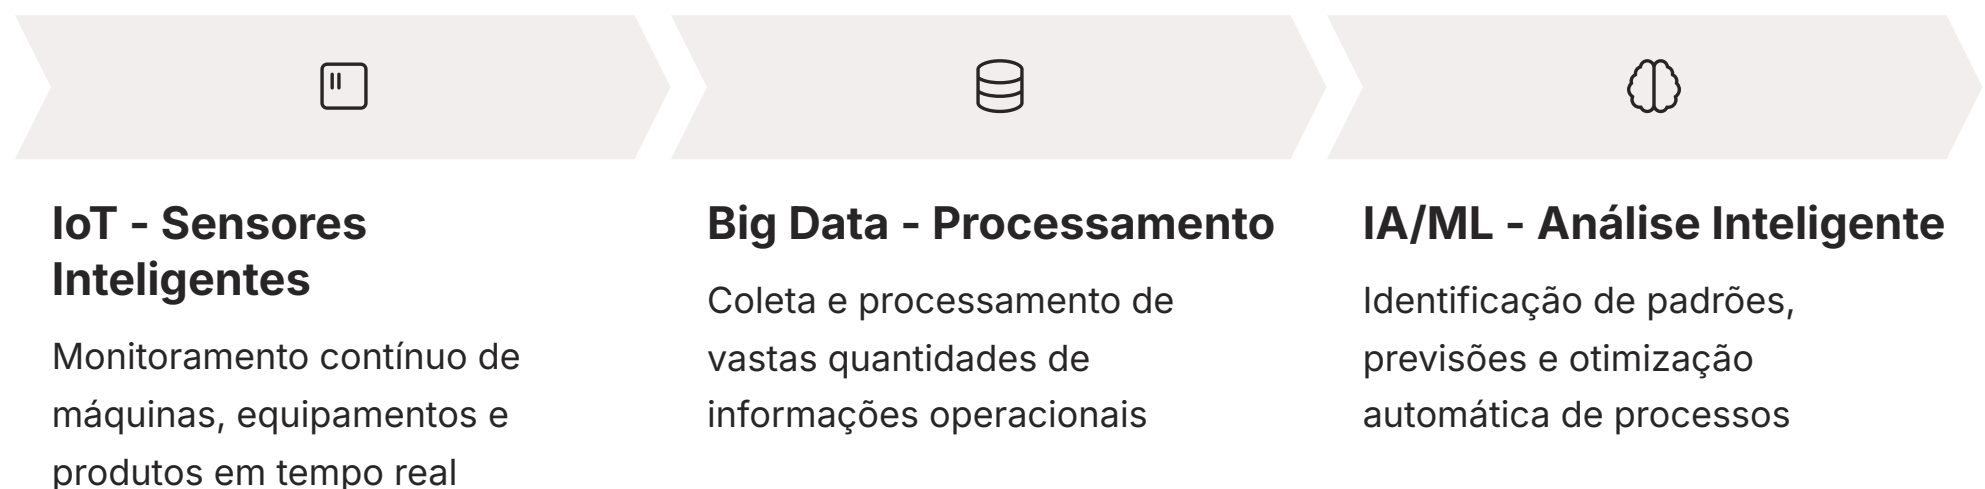 IoT - Sensores
Inteligentes
Monitoramento contínuo de
máquinas, equipamentos e
produtos em tempo real
Big Data - Processamento
Coleta e processamento de
vastas quantidades de
informações operacionais
IA/ML - Análise Inteligente
Identificação de padrões,
previsões e otimização
automática de processos